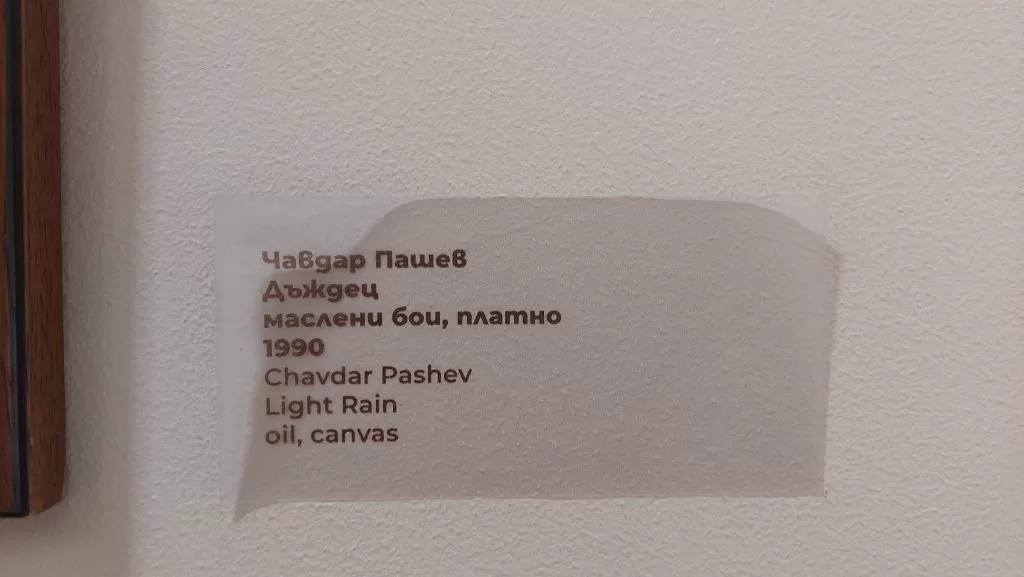 Чавдар Пашев
Дъждец
маслени бои, платно
1990
Chavdar Pashev
Light Rain
oil, canvas